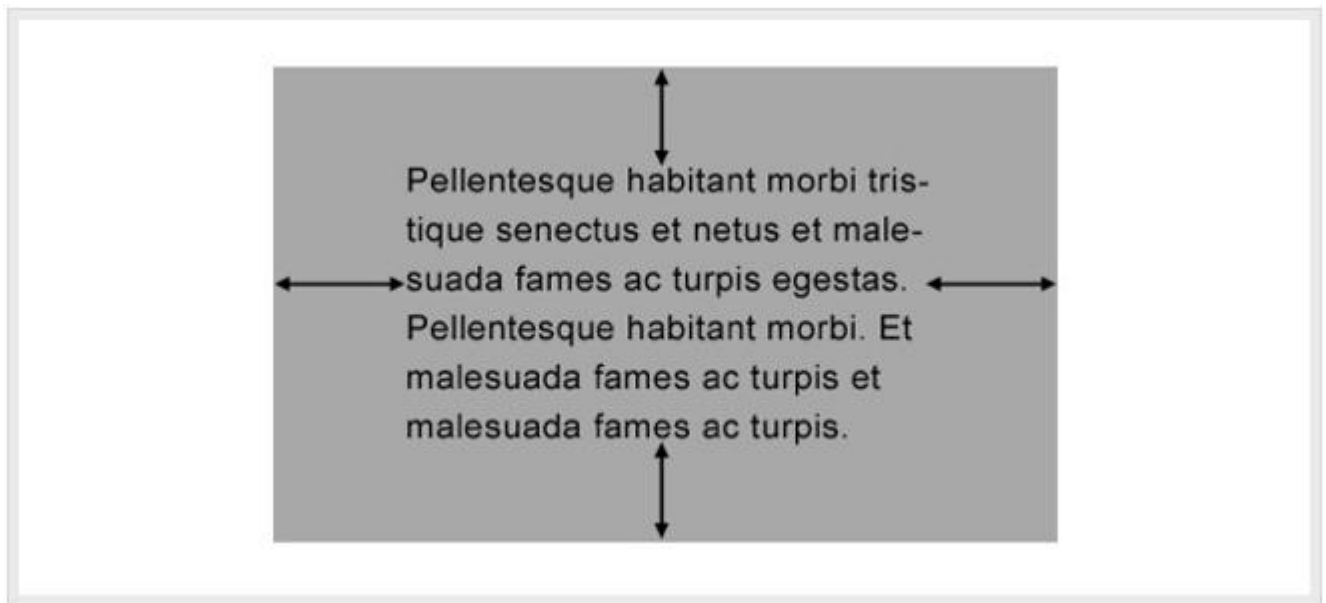 Pellentesque habitant morbi tris-
tique senectus et netus et male-
suada fames ac turpis egestas.
Pellentesque habitant morbi. Et
malesuada fames ac turpis et
malesuada fames ac turpis.